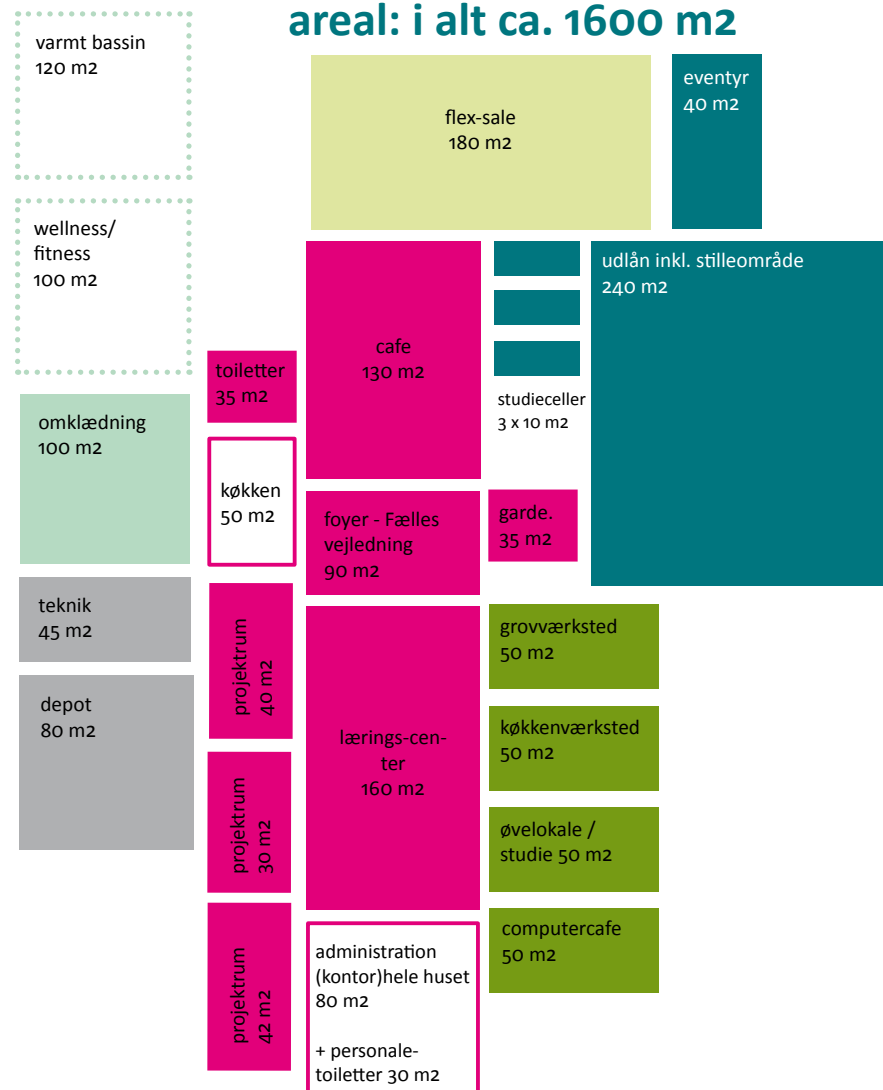 areal: i alt ca. 1600 m2
varmt bassin
120 m2
flex-sale
180 m2
eventyr
40 m2
wellness/
fitness
100 m2
cafe
130 m2
udlån inkl. stilleområde
240 m2
toiletter
35 m2
studieceller
3 x 10 m2
omklædning
100 m2
køkken
50 m2
foyer - Fælles
vejledning
90 m2
garde.
35 m2
teknik
45 m2
projektrum
40 m2
grovværksted
50 m2
depot
80 m2
lærings-cen-
ter
160 m2
køkkenværksted
50 m2
projektrum
30 m2
øvelokale /
studie 50 m2
projektrum
42 m2
administration
(kontor)hele huset
80 m2
+ personale-
toiletter 30 m2
computercafe
50 m2